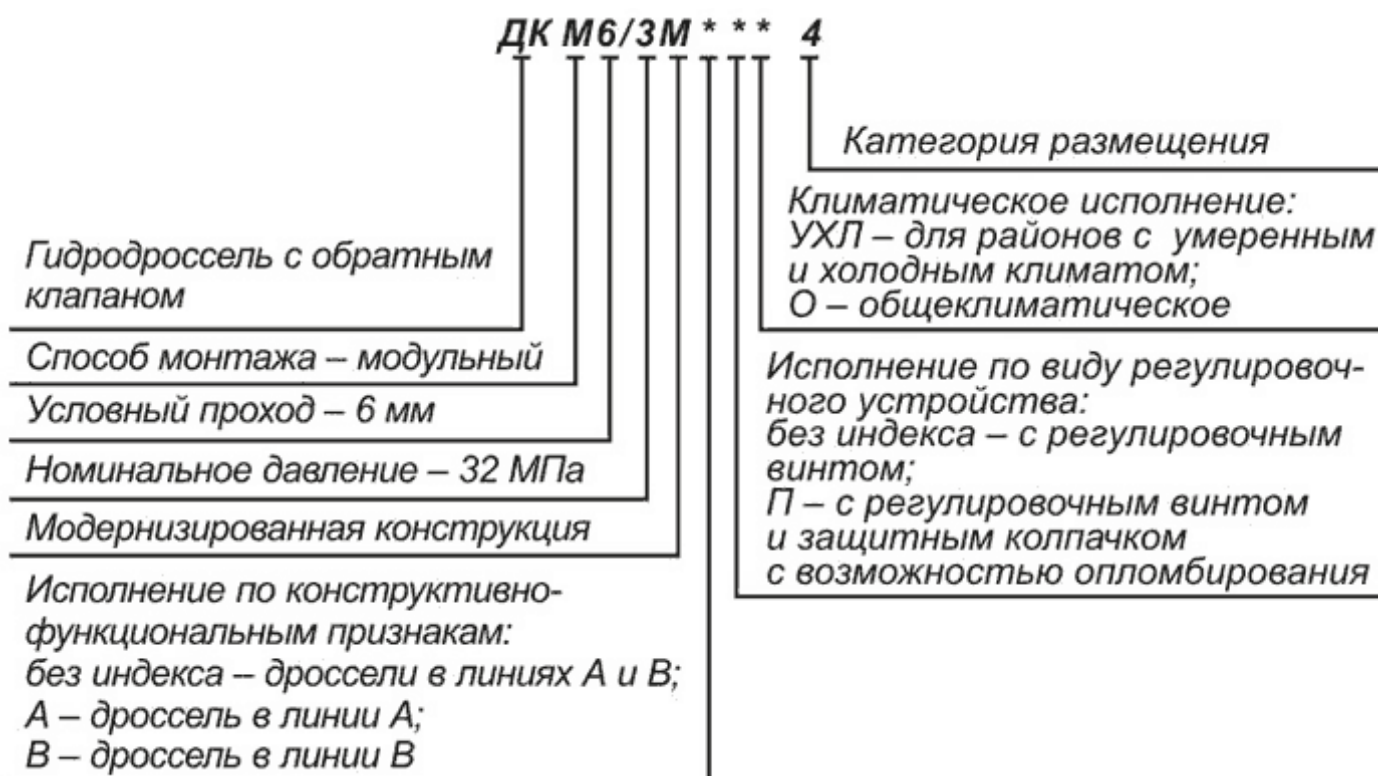 ДК М6/3М * * * 4
Гидродроссель с обратным
клапаном
Способ монтажа – модульный
Условный проход – 6 мм
Номинальное давление – 32 МПа
Модернизированная конструкция
Исполнение по конструктивно-
функциональным признакам:
без индекса – дроссели в линиях А и В;
А – дроссель в линии А;
В – дроссель в линии В
Категория размещения
Климатическое исполнение:
УХЛ – для районов с умеренным
и холодным климатом;
О – общеклиматическое
Исполнение по виду регулировоч-
ного устройства:
без индекса – с регулировочным
винтом;
П – с регулировочным винтом
и защитным колпачком
с возможностью опломбирования